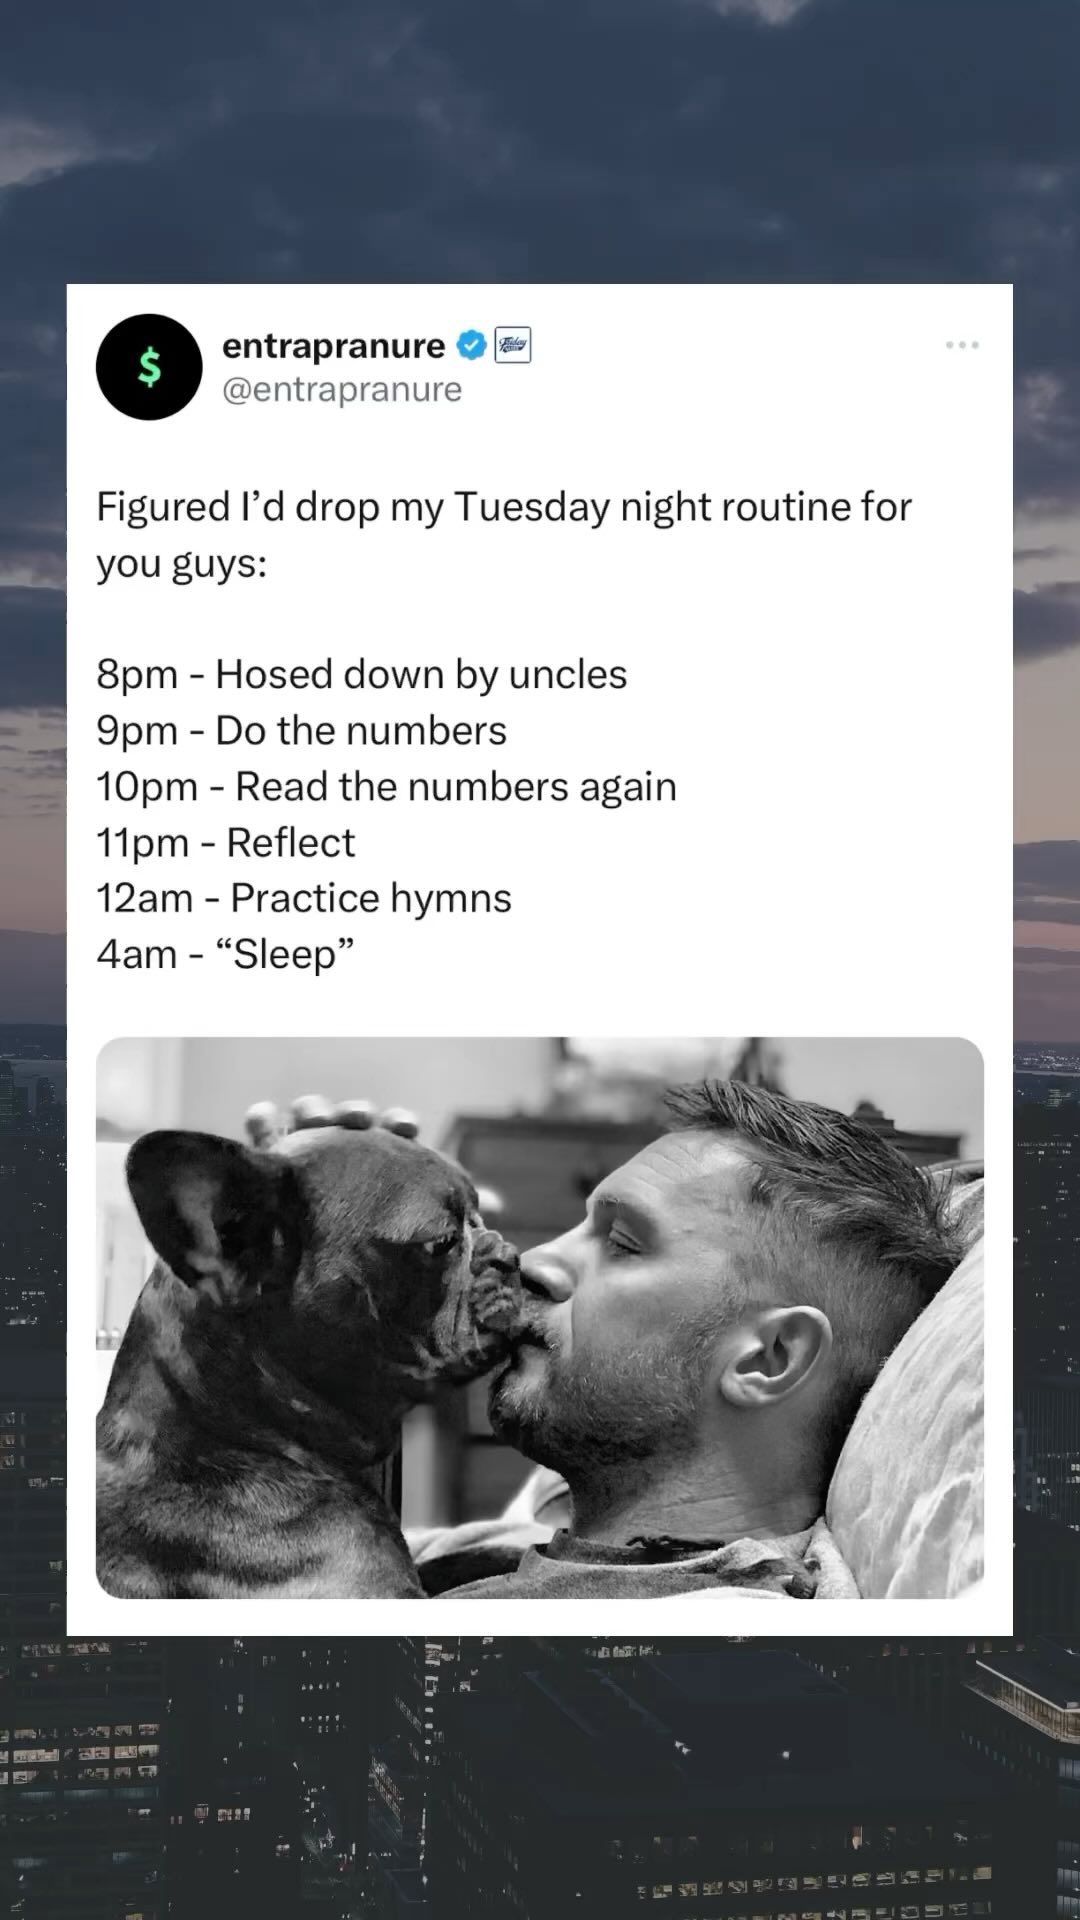 entrapranure
@entrapranure
Figured I’d drop my Tuesday night routine for
you guys:
8pm - Hosed down by uncles
9pm - Do the numbers
10pm - Read the numbers again
11pm - Reflect
12am - Practice hymns
4am - “Sleep”